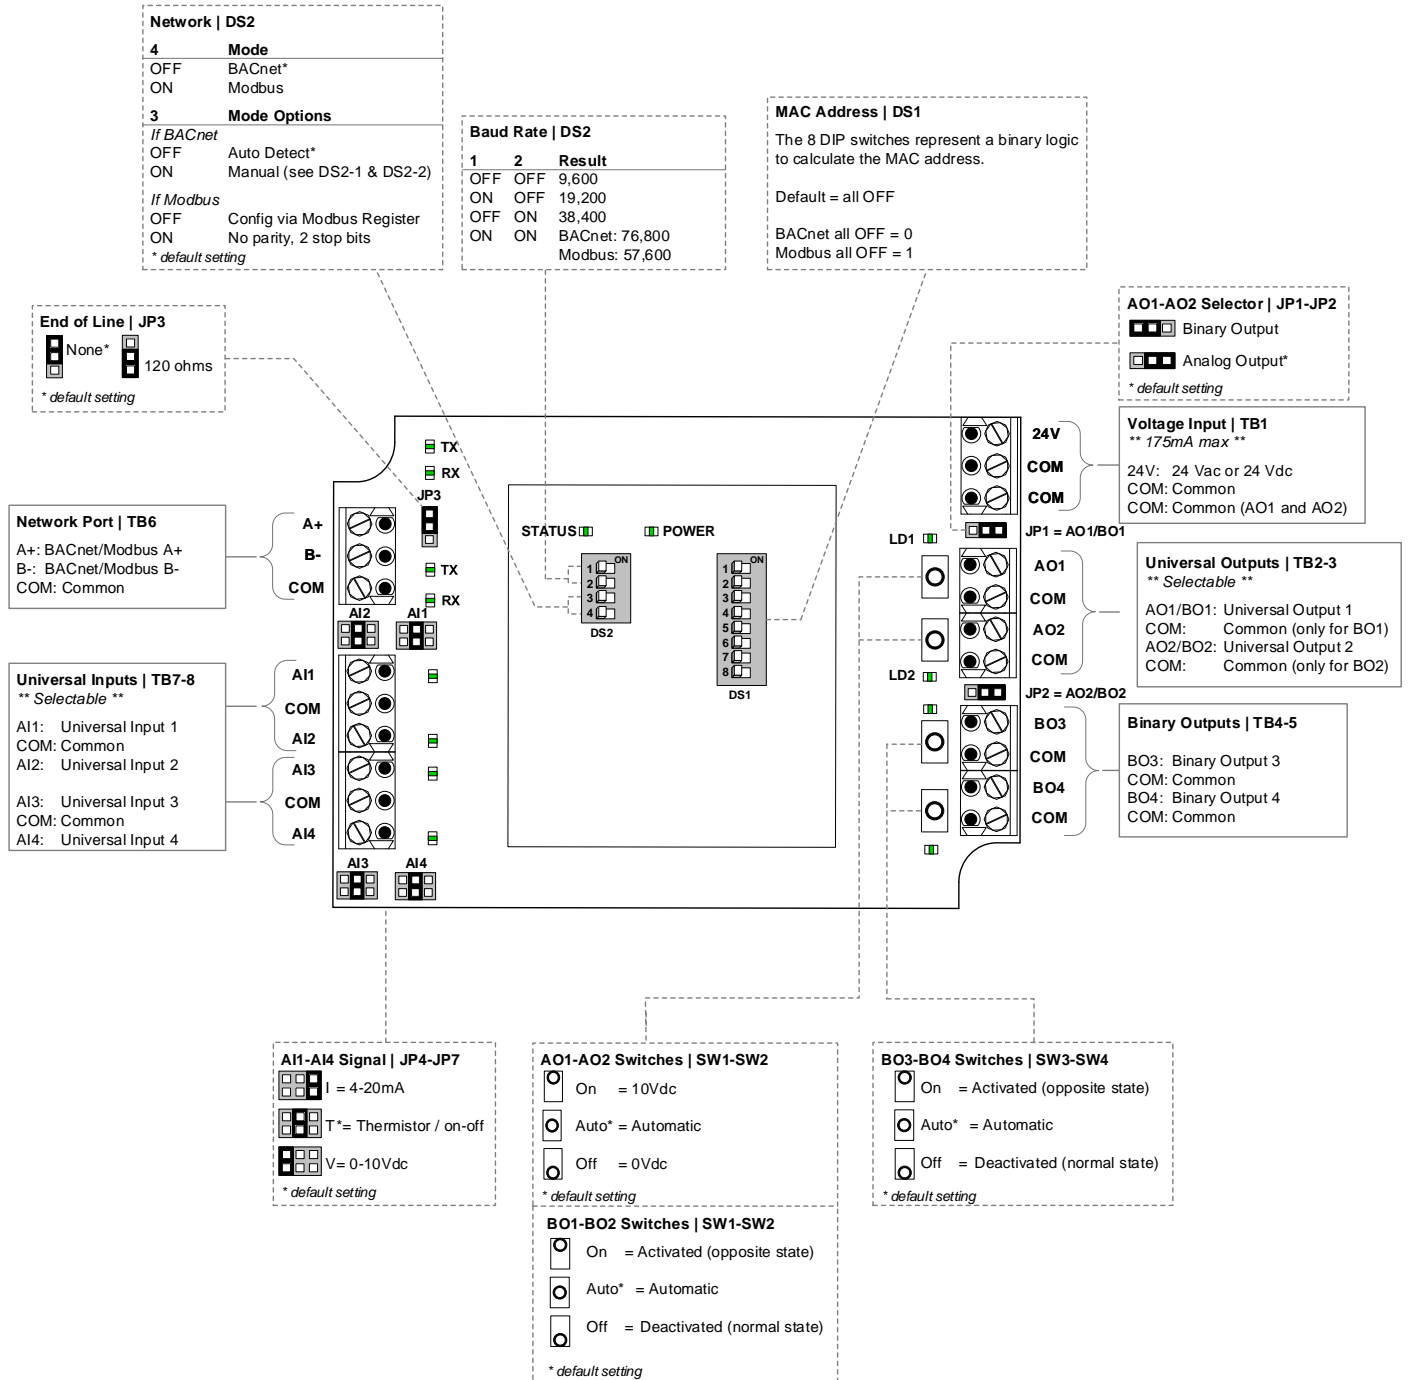 Network | DS2
4 Mode
OFF BACnet*
ON Modbus
3 Mode Options
If BACnet
OFF Auto Detect*
ON Manual (see DS2-1 & DS2-2)
If Modbus
OFF Config via Modbus Register
ON No parity, 2 stop bits
* default setting
Baud Rate | DS2
1 2 Result
OFF OFF 9,600
ON OFF 19,200
OFF ON 38,400
ON ON BACnet: 76,800
Modbus: 57,600
MAC Address | DS1
The 8 DIP switches represent a binary logic
to calculate the MAC address.
Default = all OFF
BACnet all OFF = 0
Modbus all OFF = 1
End of Line | JP3
None*
120 ohms
* default setting
AO1-AO2 Selector | JP1-JP2
Binary Output
Analog Output*
* default setting
Voltage Input | TB1
** 175mA max **
24V: 24 Vac or 24 Vdc
COM: Common
COM: Common (AO1 and AO2)
Network Port | TB6
A+: BACnet/Modbus A+
B-: BACnet/Modbus B-
COM: Common
Universal Inputs | TB7-8
** Selectable **
AI1: Universal Input 1
COM: Common
AI2: Universal Input 2
AI3: Universal Input 3
COM: Common
AI4: Universal Input 4
TX
RX
JP3
A+
B-
COM
TX
RX
AI2 AI1
AI1
COM
AI2
AI3
COM
AI4
AI3 AI4
STATUS POWER
ON
1
2
3
4
DS2
ON
1
2
3
4
5
6
7
8
DS1
24V
COM
COM
JP1 = AO1/BO1
LD1
AO1
COM
AO2
COM
LD2
JP2 = AO2/BO2
BO3
COM
BO4
COM
Universal Outputs | TB2-3
** Selectable **
AO1/BO1: Universal Output 1
COM: Common (only for BO1)
AO2/BO2: Universal Output 2
COM: Common (only for BO2)
Binary Outputs | TB4-5
BO3: Binary Output 3
COM: Common
BO4: Binary Output 4
COM: Common
AI1-AI4 Signal | JP4-JP7
I = 4-20mA
T*= Thermistor / on-off
V= 0-10Vdc
* default setting
AO1-AO2 Switches | SW1-SW2
On = 10Vdc
Auto* = Automatic
Off = 0Vdc
* default setting
BO1-BO2 Switches | SW1-SW2
On = Activated (opposite state)
Auto* = Automatic
Off = Deactivated (normal state)
* default setting
BO3-BO4 Switches | SW3-SW4
On = Activated (opposite state)
Auto* = Automatic
Off = Deactivated (normal state)
* default setting